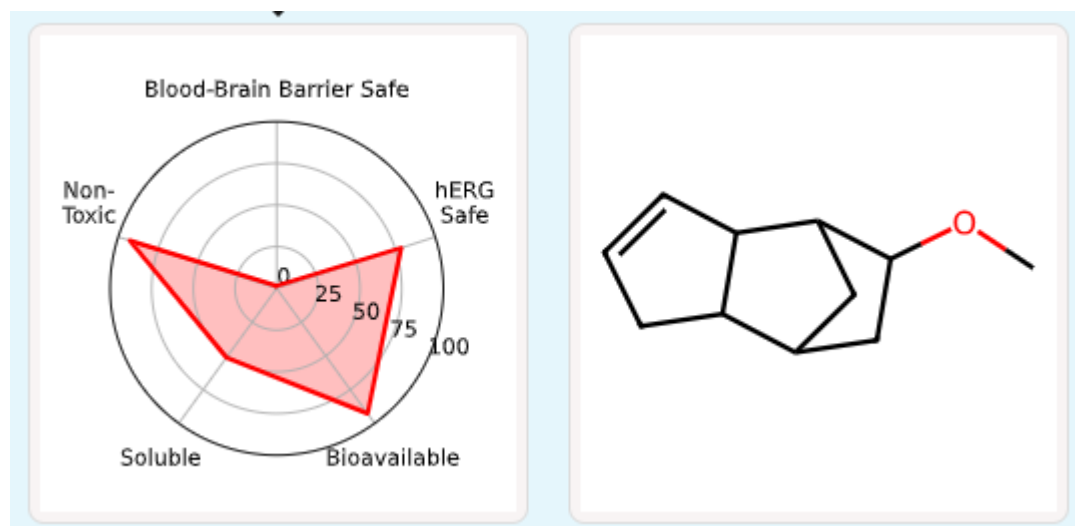 Blood-Brain Barrier Safe
Non-
Toxic
hERG
Safe
0
25
50
75
100
Soluble
Bioavailable
O